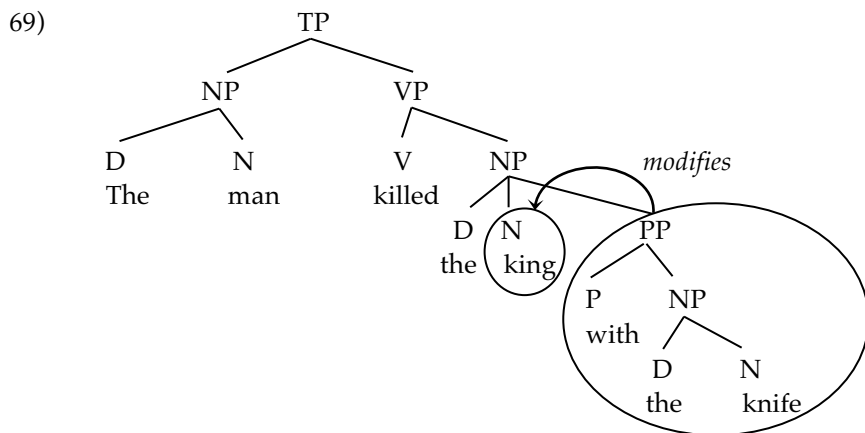 69) TP
NP VP
D N V NP modifies
The man killed
D N PP
the king
P NP
with
D N
the knife